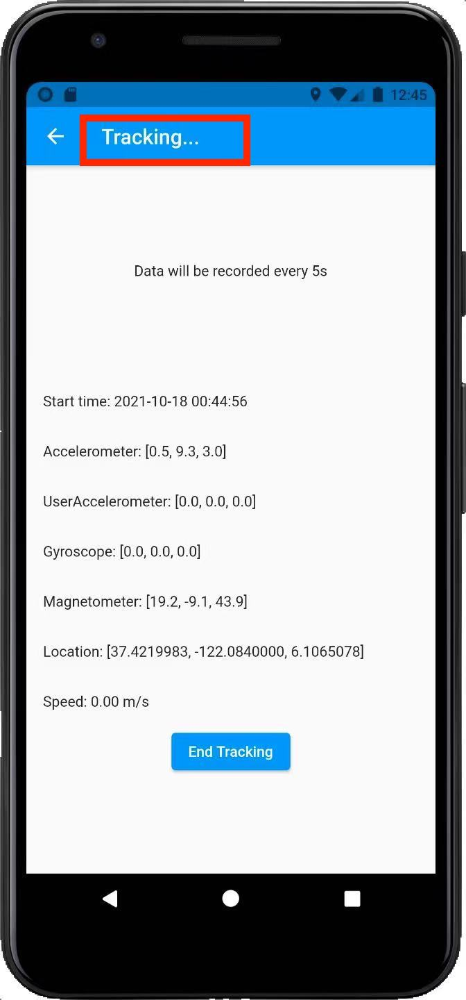 12:45
Tracking...
Data will be recorded every 5s
Start time: 2021-10-18 00:44:56
Accelerometer: [0.5, 9.3, 3.0]
UserAccelerometer: [0.0, 0.0, 0.0]
Gyroscope: [0.0, 0.0, 0.0]
Magnetometer: [19.2, -9.1, 43.9]
Location: [37.4219983, -122.0840000, 6.1065078]
Speed: 0.00 m/s
End Tracking